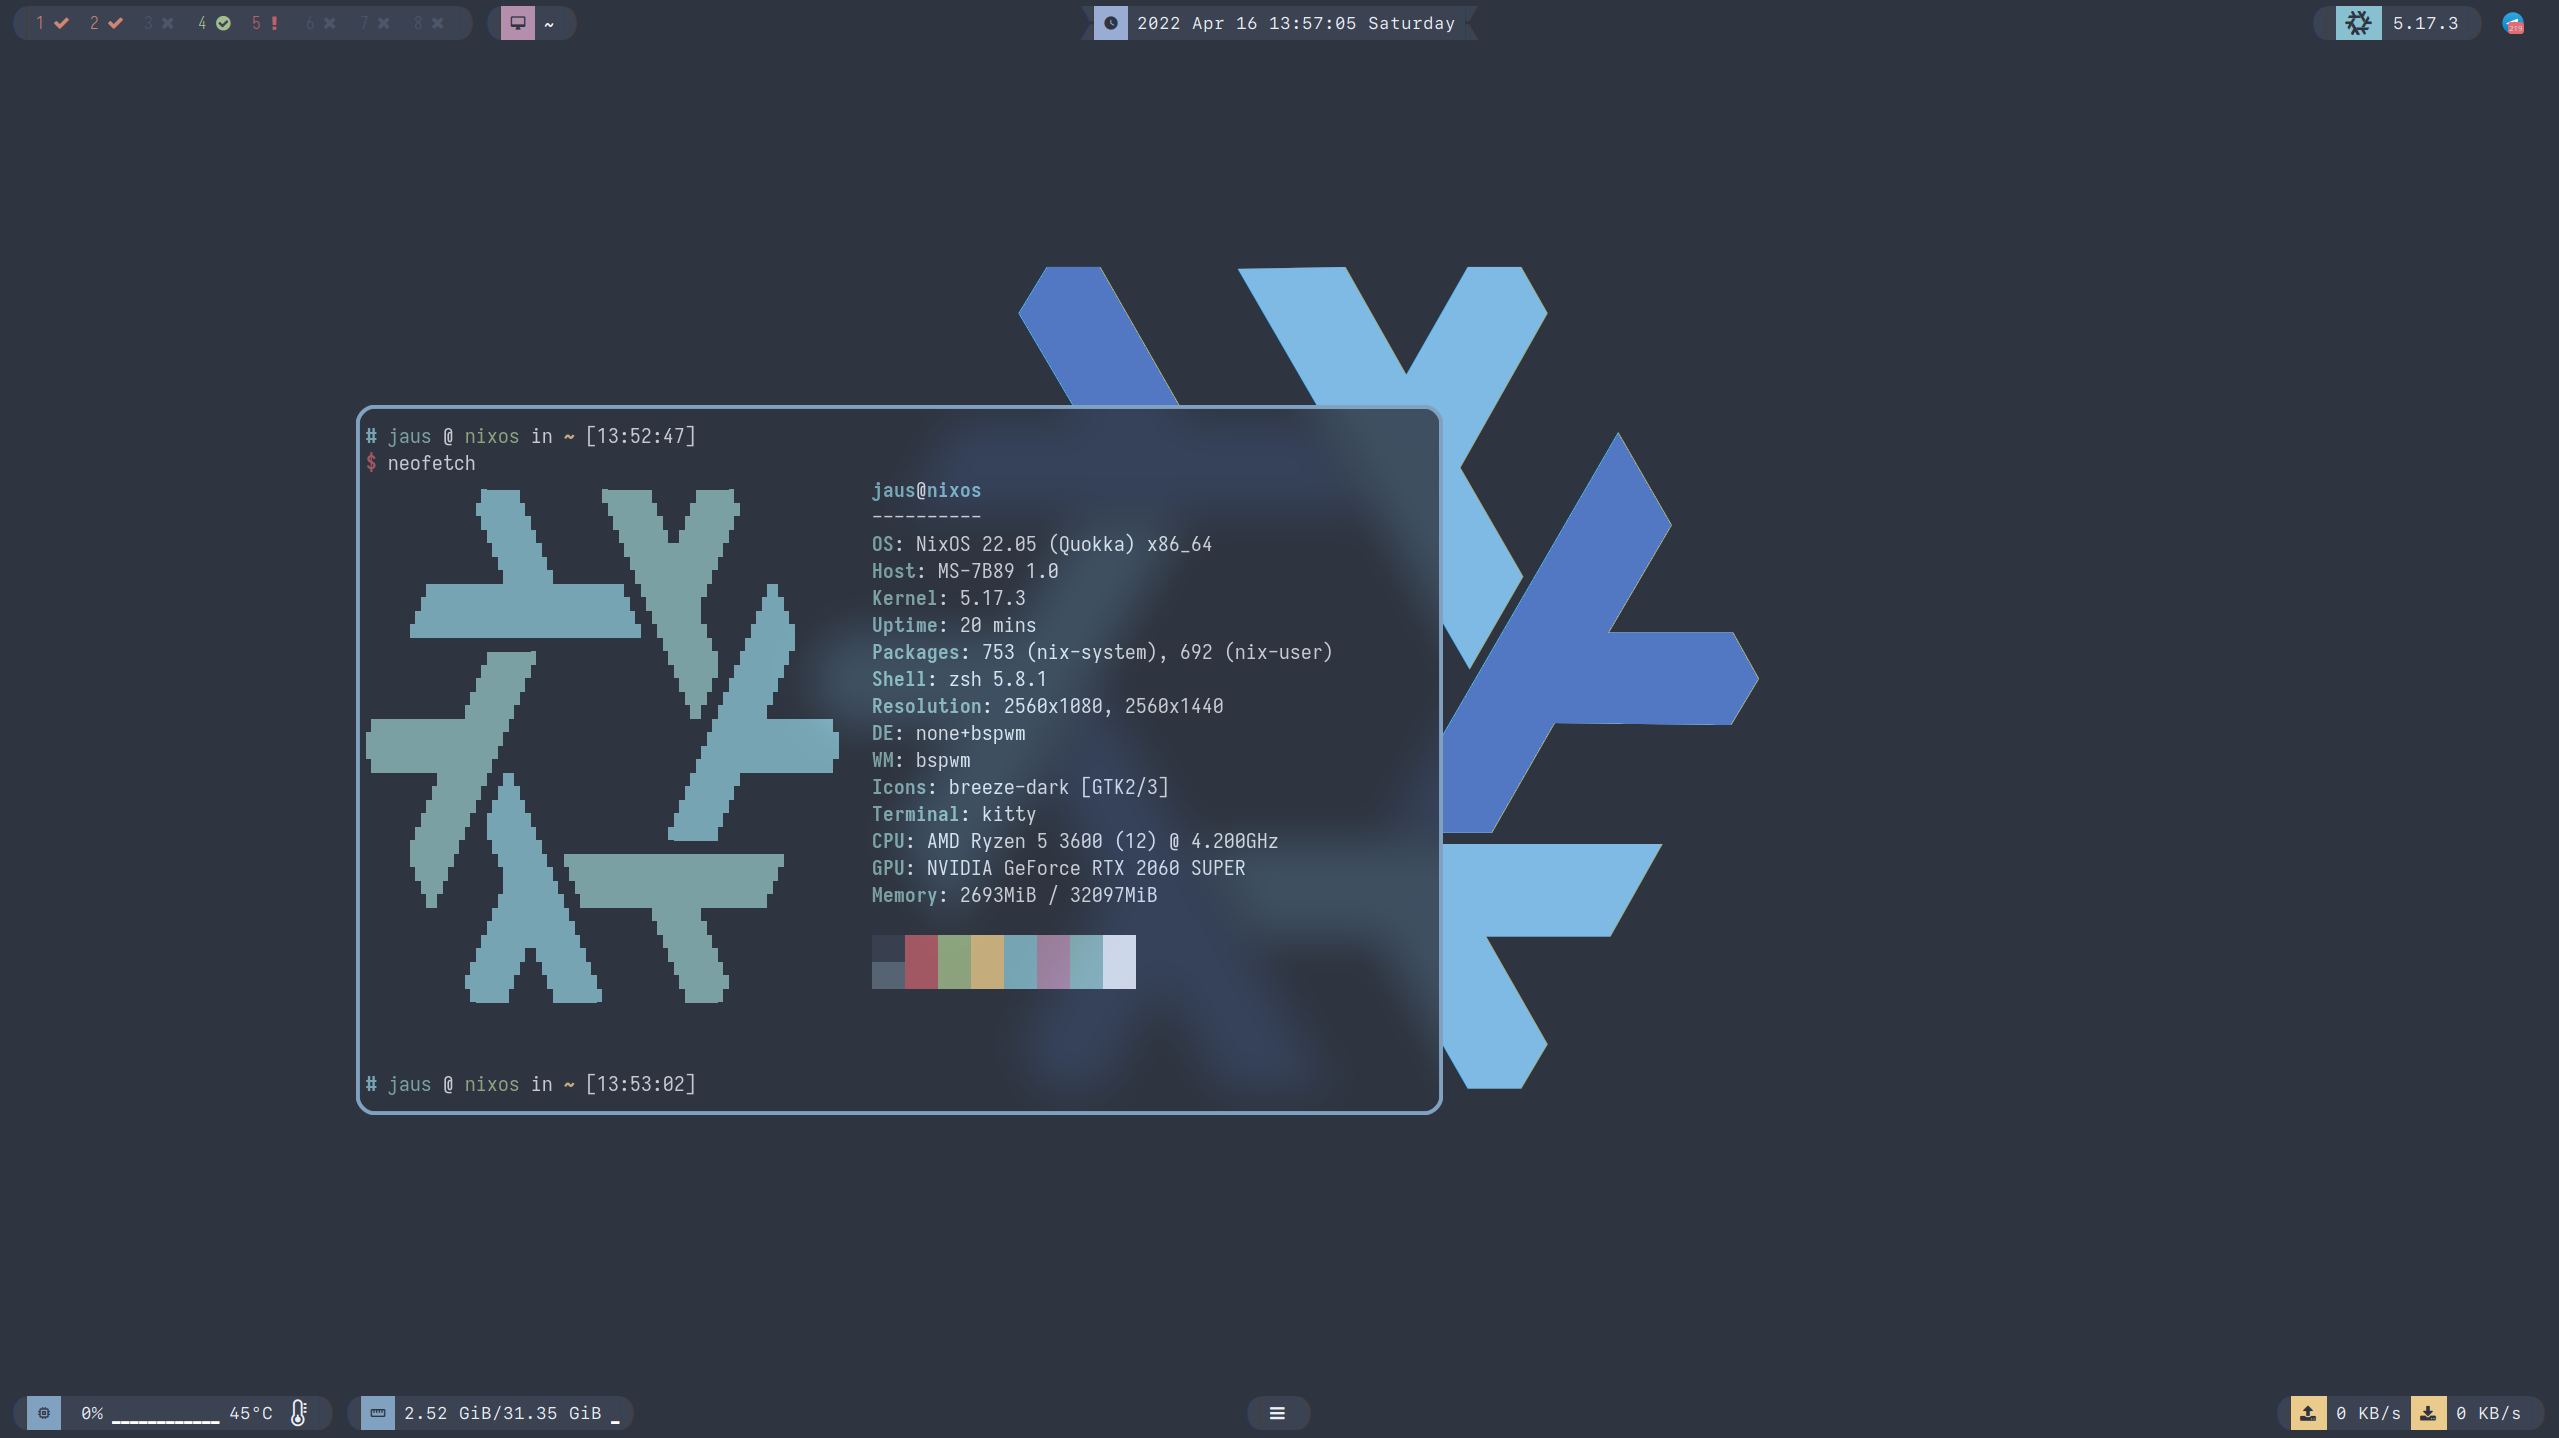 1 2 3 4 5 6 7 8 ~ 2022 Apr 16 13:57:05 Saturday 5.17.3 219
# jaus @ nixos in ~ [13:52:47]
$ neofetch
jaus@nixos
----------
OS: NixOS 22.05 (Quokka) x86_64
Host: MS-7B89 1.0
Kernel: 5.17.3
Uptime: 20 mins
Packages: 753 (nix-system), 692 (nix-user)
Shell: zsh 5.8.1
Resolution: 2560x1080, 2560x1440
DE: none+bspwm
WM: bspwm
Icons: breeze-dark [GTK2/3]
Terminal: kitty
CPU: AMD Ryzen 5 3600 (12) @ 4.200GHz
GPU: NVIDIA GeForce RTX 2060 SUPER
Memory: 2693MiB / 32097MiB
# jaus @ nixos in ~ [13:53:02]
0% 45°C 2.52 GiB/31.35 GiB 0 KB/s 0 KB/s